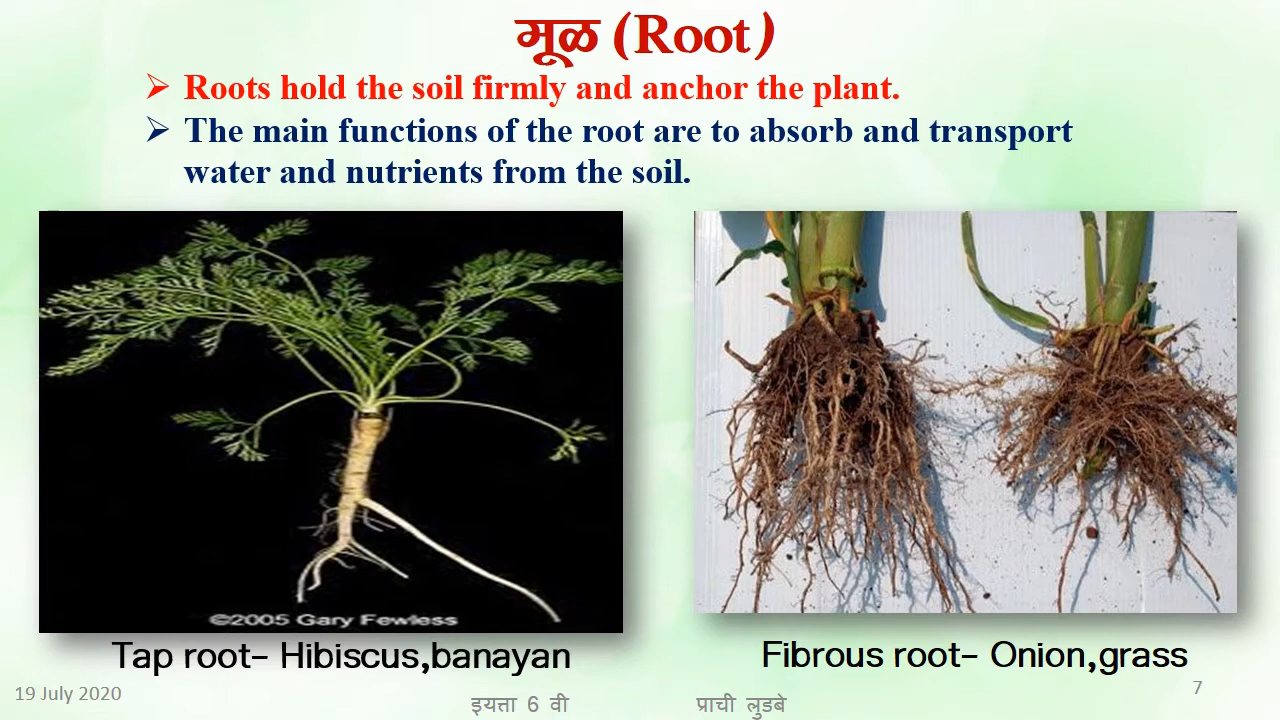 मूळ (Root)
➢ Roots hold the soil firmly and anchor the plant.
➢ The main functions of the root are to absorb and transport
water and nutrients from the soil.
©2005 Gary Fewless
Tap root- Hibiscus,banayan
Fibrous root- Onion,grass
19 July 2020
इयत्ता 6 वी
प्राची लुडबे
7